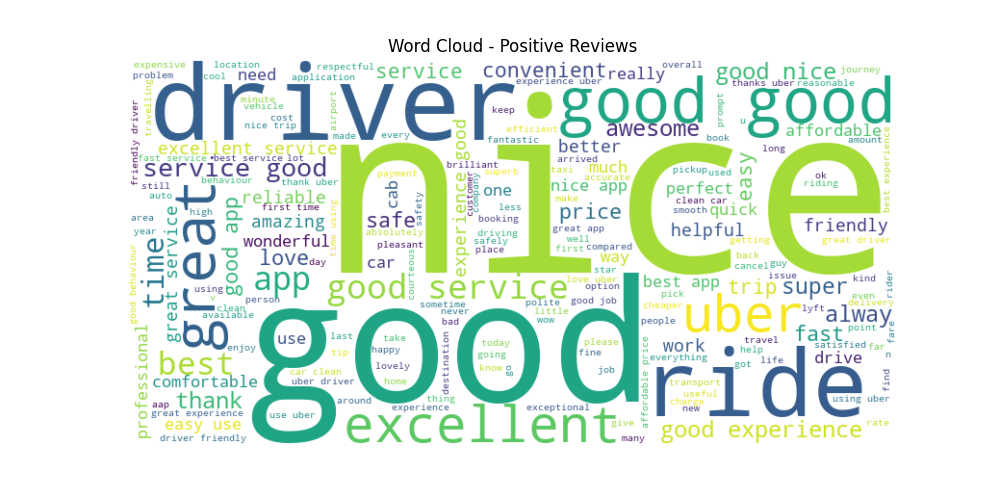 Word Cloud - Positive Reviews
expensive
location
respectful
problem
cool
need
application
service
convenient
really
overall
experience uber
good nice
journey
thanks uber
reasonable
driver
good
good
travelling
minute
vehicle
cost
nice trip
airport
made
every
keep
efficient
fantastic
awesome
prompt
u
book
affordable
amount
friendly driver
excellent service
fast service
best service
lot
service good
nice
experience good
better
arrived
brilliant
taxi
much
superb
accurate
long
easy
pickup
used
ok
riding
best experience
still
behaviour
thank uber
auto
first time
payment
cab
safety
customer
company
one
less
nice app
make
perfect
clean car
smooth
quick
high
reliable
area
year
great service
good app
great
amazing
wonderful
time
time using
safe
absolutely
pleasant
courteous
booking
driving
safely
place
great app
well
first
compared
price
helpful
way
getting
friendly
great driver
back
cancel
guy
love
day
car
app
good service
star
love uber
option
good job
best app
pick
cheaper
trip
issue
super
kind
even
delivery
rider
good behaviour
using
v
clean
available
person
sometime
never
bad
polite
little
wow
people
uber
lyft
alway
point
fare
professional
enjoy
use
last
take
happy
lovely
tip
good
destination
today
going
know
go
please
fine
job
work
everything
travel
help
got
life
fast
satisfied
far
drive
n
find
best
comfortable
car clean
uber driver
home
around
experience
thing
exceptional
affordable price
transport
useful
charge
new
ride
using uber
aap
thank
great experience
easy use
driver friendly
use uber
excellent
give
many
good experience
rate